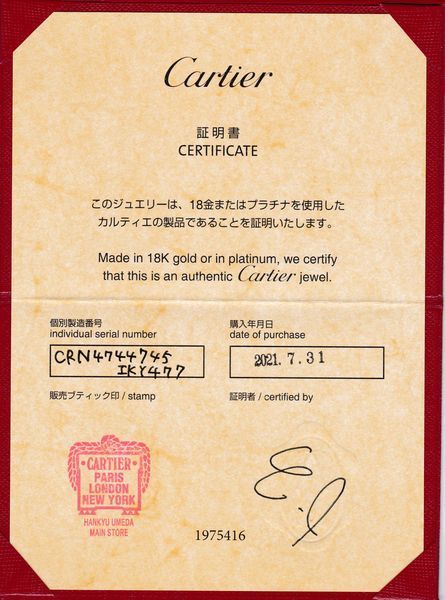 Cartier
証明書
CERTIFICATE
このジュエリーは、18金またはプラチナを使用した
カルティエの製品であることを証明いたします。
Made in 18K gold or in platinum, we certify
that this is an authentic Cartier jewel.
個別製造番号
individual serial number
購入年月日
date of purchase
CRN4744745
IKY477
2021. 7. 31
販売ブティック印 / stamp
証明者 / certified by
CARTIER
PARIS
LONDON
NEW YORK
HANKYU UMEDA
MAIN STORE
1975416